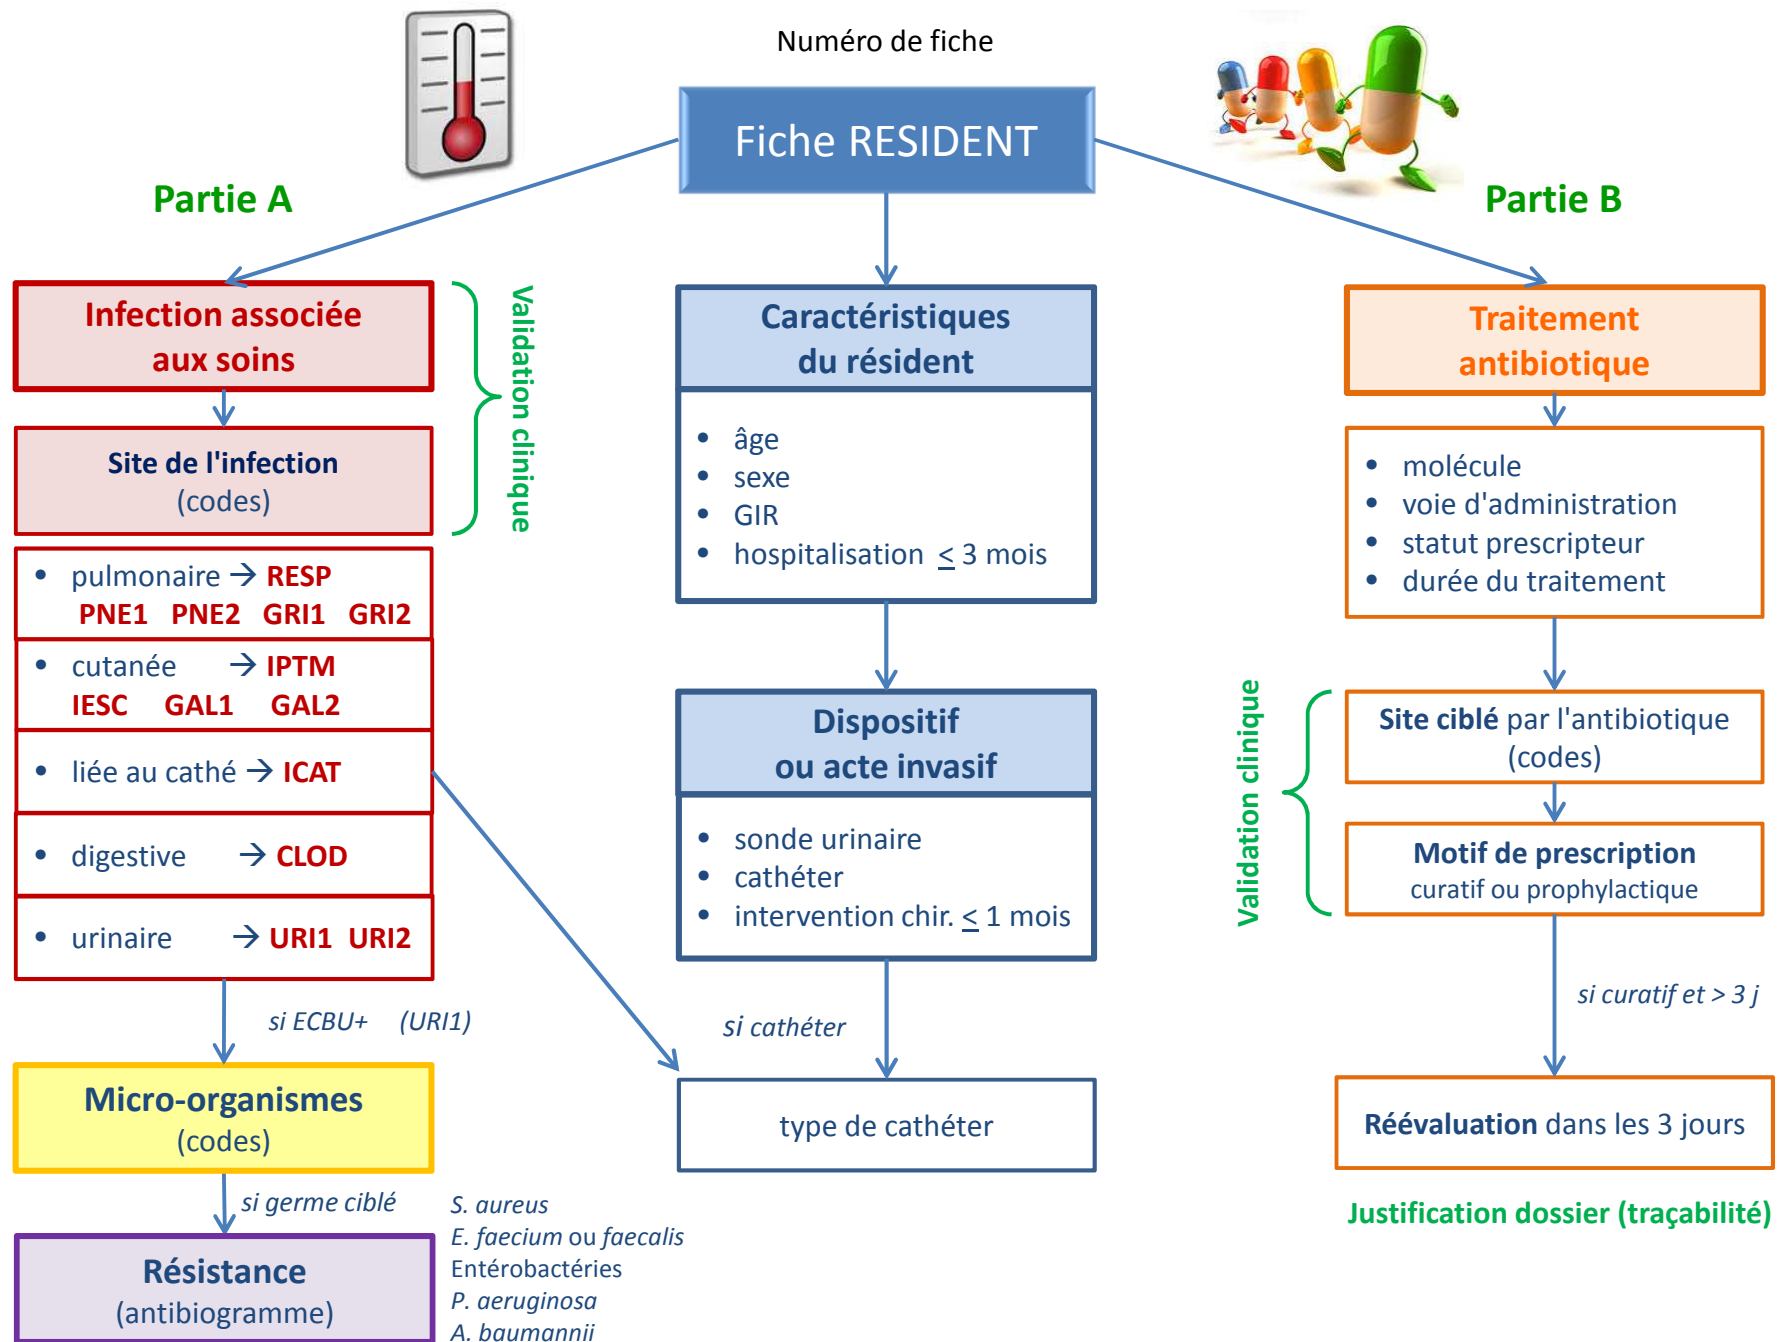 Numéro de fiche
Fiche RESIDENT
Partie A
Infection associée
aux soins
Site de l'infection
(codes)
Validation clinique
• pulmonaire → RESP
PNE1 PNE2 GRI1 GRI2
• cutanée → IPTM
IESC GAL1 GAL2
• liée au cathé → ICAT
• digestive → CLOD
• urinaire → URI1 URI2
si ECBU+ (URI1)
Micro-organismes
(codes)
si germe ciblé
Résistance
(antibiogramme)
S. aureus
E. faecium ou faecalis
Entérobactéries
P. aeruginosa
A. baumannii
Caractéristiques
du résident
• âge
• sexe
• GIR
• hospitalisation ≤ 3 mois
Dispositif
ou acte invasif
• sonde urinaire
• cathéter
• intervention chir. ≤ 1 mois
si cathéter
type de cathéter
Partie B
Traitement
antibiotique
• molécule
• voie d'administration
• statut prescripteur
• durée du traitement
Validation clinique
Site ciblé par l'antibiotique
(codes)
Motif de prescription
curatif ou prophylactique
si curatif et > 3 j
Réévaluation dans les 3 jours
Justification dossier (traçabilité)